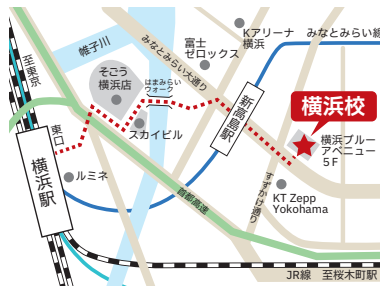 Kアリーナ
横浜
みなとみらい線
至東京
帷子川
みなとみらい大通り
富士
ゼロックス
そごう
横浜店
はまみらい
ウォーク
新高島駅
横浜校
スカイビル
東口
横浜ブルー
アベニュー
5F
横浜駅
ルミネ
すずかけ通り
KT Zepp
Yokohama
首都高速
JR線 至桜木町駅